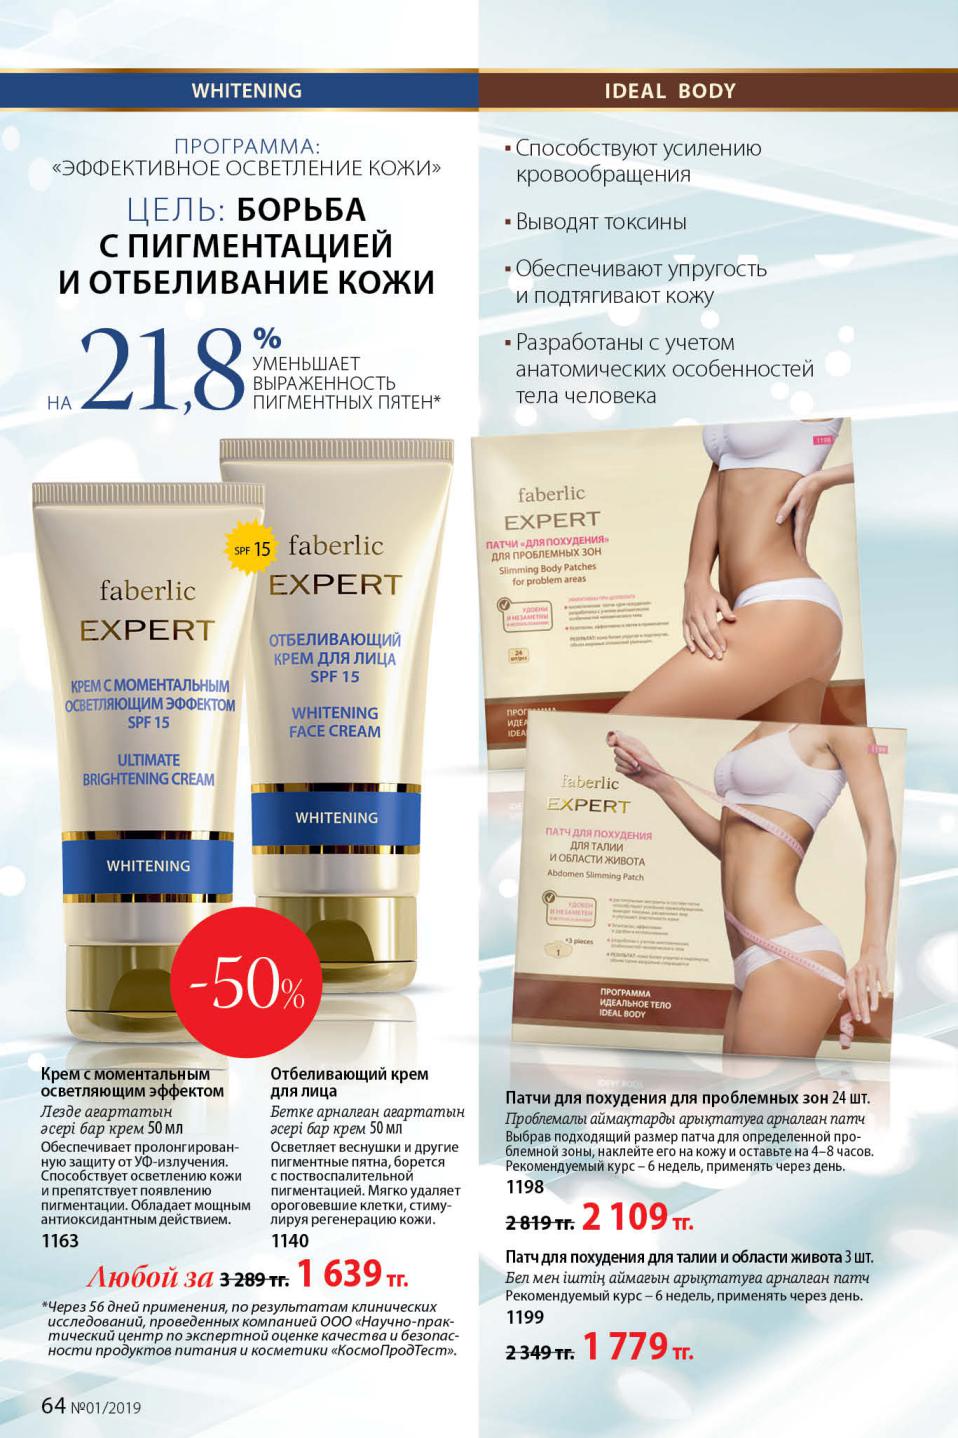 WHITENING
ПРОГРАММА:
«ЭФФЕКТИВНОЕ ОСВЕТЛЕНИЕ КОЖИ»
ЦЕЛЬ: БОРЬБА
С ПИГМЕНТАЦИЕЙ
И ОТБЕЛИВАНИЕ КОЖИ
НА 21,8 %
УМЕНЬШАЕТ
ВЫРАЖЕННОСТЬ
ПИГМЕНТНЫХ ПЯТЕН*
faberlic
EXPERT
КРЕМ С МОМЕНТАЛЬНЫМ
ОСВЕТЛЯЮЩИМ ЭФФЕКТОМ
SPF 15
ULTIMATE
BRIGHTENING CREAM
WHITENING
SPF 15
faberlic
EXPERT
ОТБЕЛИВАЮЩИЙ
КРЕМ ДЛЯ ЛИЦА
SPF 15
WHITENING
FACE CREAM
WHITENING
-50%
Крем с моментальным
осветляющим эффектом
Лезде ағартатын
әсері бар крем 50 мл
Обеспечивает пролонгирован-
ную защиту от УФ-излучения.
Способствует осветлению кожи
и препятствует появлению
пигментации. Обладает мощным
антиоксидантным действием.
1163
Отбеливающий крем
для лица
Бетке арналған ағартатын
әсері бар крем 50 мл
Осветляет веснушки и другие
пигментные пятна, борется
с поствоспалительной
пигментацией. Мягко удаляет
ороговевшие клетки, стиму-
лируя регенерацию кожи.
1140
Любой за 3 289 тг. 1 639 тг.
*Через 56 дней применения, по результатам клинических
исследований, проведенных компанией ООО «Научно-прак-
тический центр по экспертной оценке качества и безопас-
ности продуктов питания и косметики «КосмоПродТест».
64 №01/2019
IDEAL BODY
▪ Способствуют усилению
кровообращения
▪ Выводят токсины
▪ Обеспечивают упругость
и подтягивают кожу
▪ Разработаны с учетом
анатомических особенностей
тела человека
1198
faberlic
EXPERT
ПАТЧИ «ДЛЯ ПОХУДЕНИЯ»
ДЛЯ ПРОБЛЕМНЫХ ЗОН
Slimming Body Patches
for problem areas
УДОБНЫ
И НЕЗАМЕТНЫ
24
1199
faberlic
EXPERT
ПАТЧ ДЛЯ ПОХУДЕНИЯ
ДЛЯ ТАЛИИ
И ОБЛАСТИ ЖИВОТА
Abdomen Slimming Patch
УДОБЕН
И НЕЗАМЕТЕН
*3 pieces
1
ПРОГРАММА
ИДЕАЛЬНОЕ ТЕЛО
IDEAL BODY
Патчи для похудения для проблемных зон 24 шт.
Проблемалы аймақтарды арықтатуға арналған патч
Выбрав подходящий размер патча для определенной про-
блемной зоны, наклейте его на кожу и оставьте на 4–8 часов.
Рекомендуемый курс – 6 недель, применять через день.
1198
2 819 тг. 2 109 тг.
Патч для похудения для талии и области живота 3 шт.
Бел мен іштің аймағын арықтатуға арналған патч
Рекомендуемый курс – 6 недель, применять через день.
1199
2 349 тг. 1 779 тг.